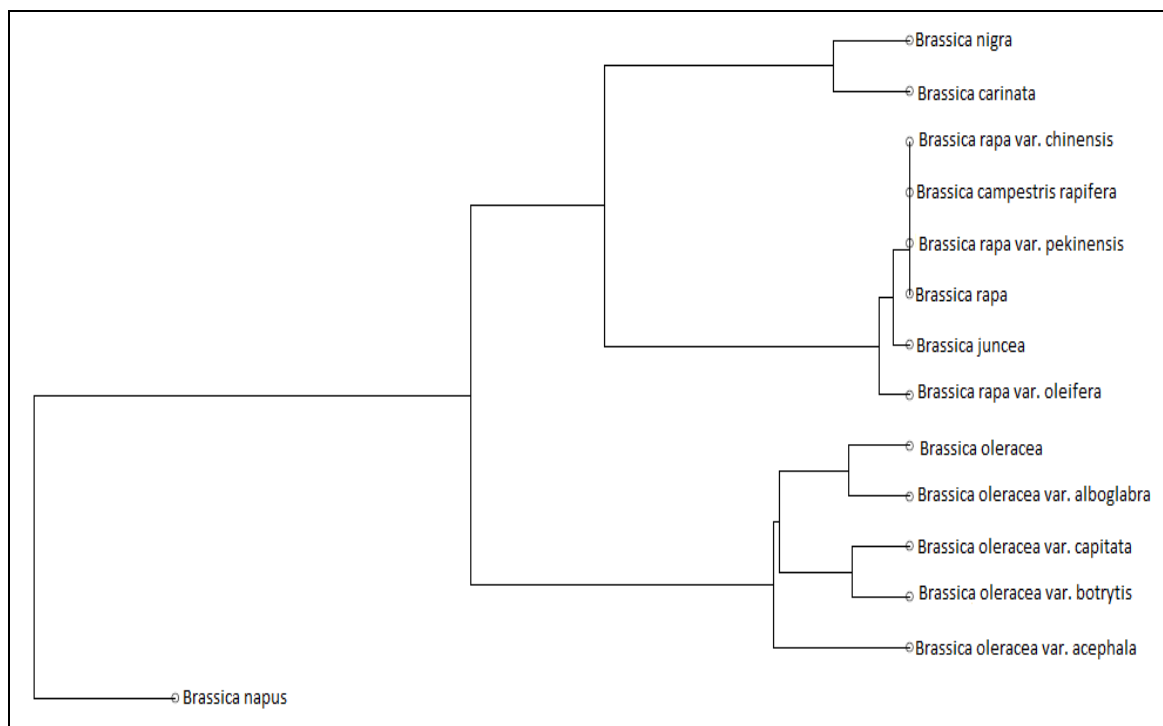 Brassica nigra
Brassica carinata
Brassica rapa var. chinensis
Brassica campestris rapifera
Brassica rapa var. pekinensis
Brassica rapa
Brassica juncea
Brassica rapa var. oleifera
Brassica oleracea
Brassica oleracea var. alboglabra
Brassica oleracea var. capitata
Brassica oleracea var. botrytis
Brassica oleracea var. acephala
Brassica napus